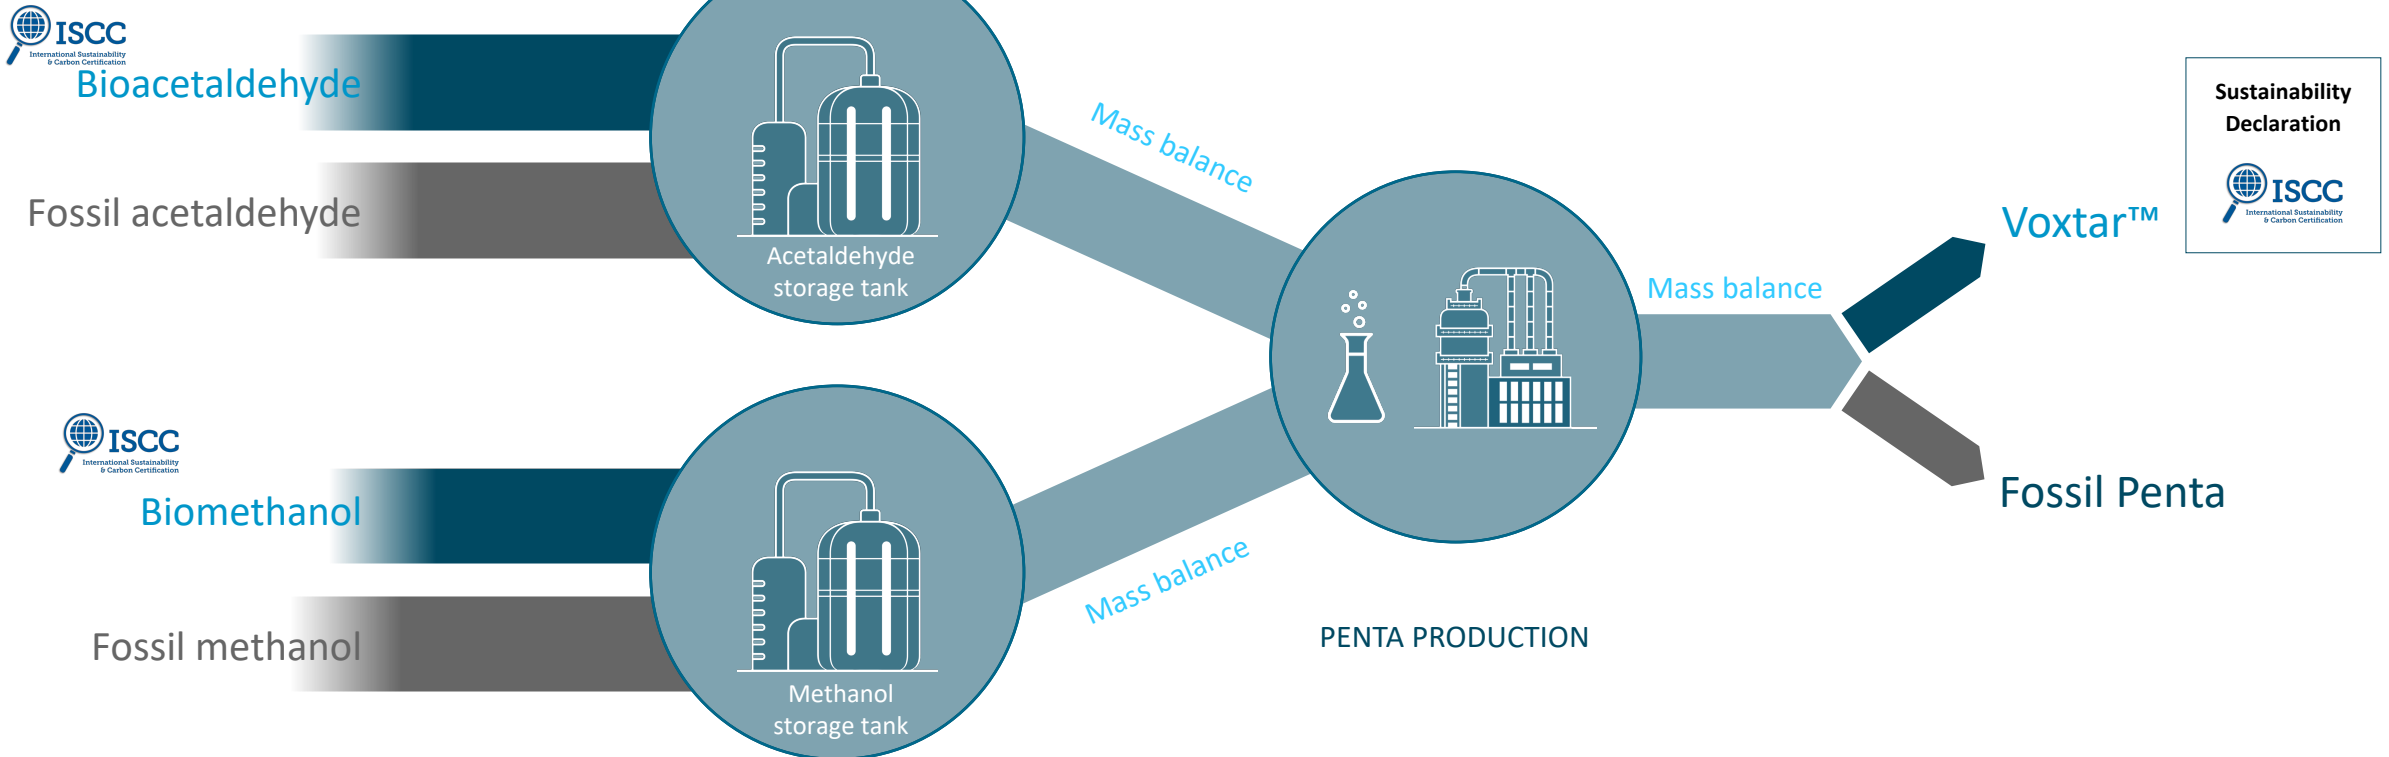 ISCC
International Sustainability
& Carbon Certification
Bioacetaldehyde
Fossil acetaldehyde
Acetaldehyde
storage tank
Mass balance
ISCC
International Sustainability
& Carbon Certification
Biomethanol
Fossil methanol
Methanol
storage tank
Mass balance
PENTA PRODUCTION
Mass balance
Voxtar™
Fossil Penta
Sustainability
Declaration
ISCC
International Sustainability
& Carbon Certification